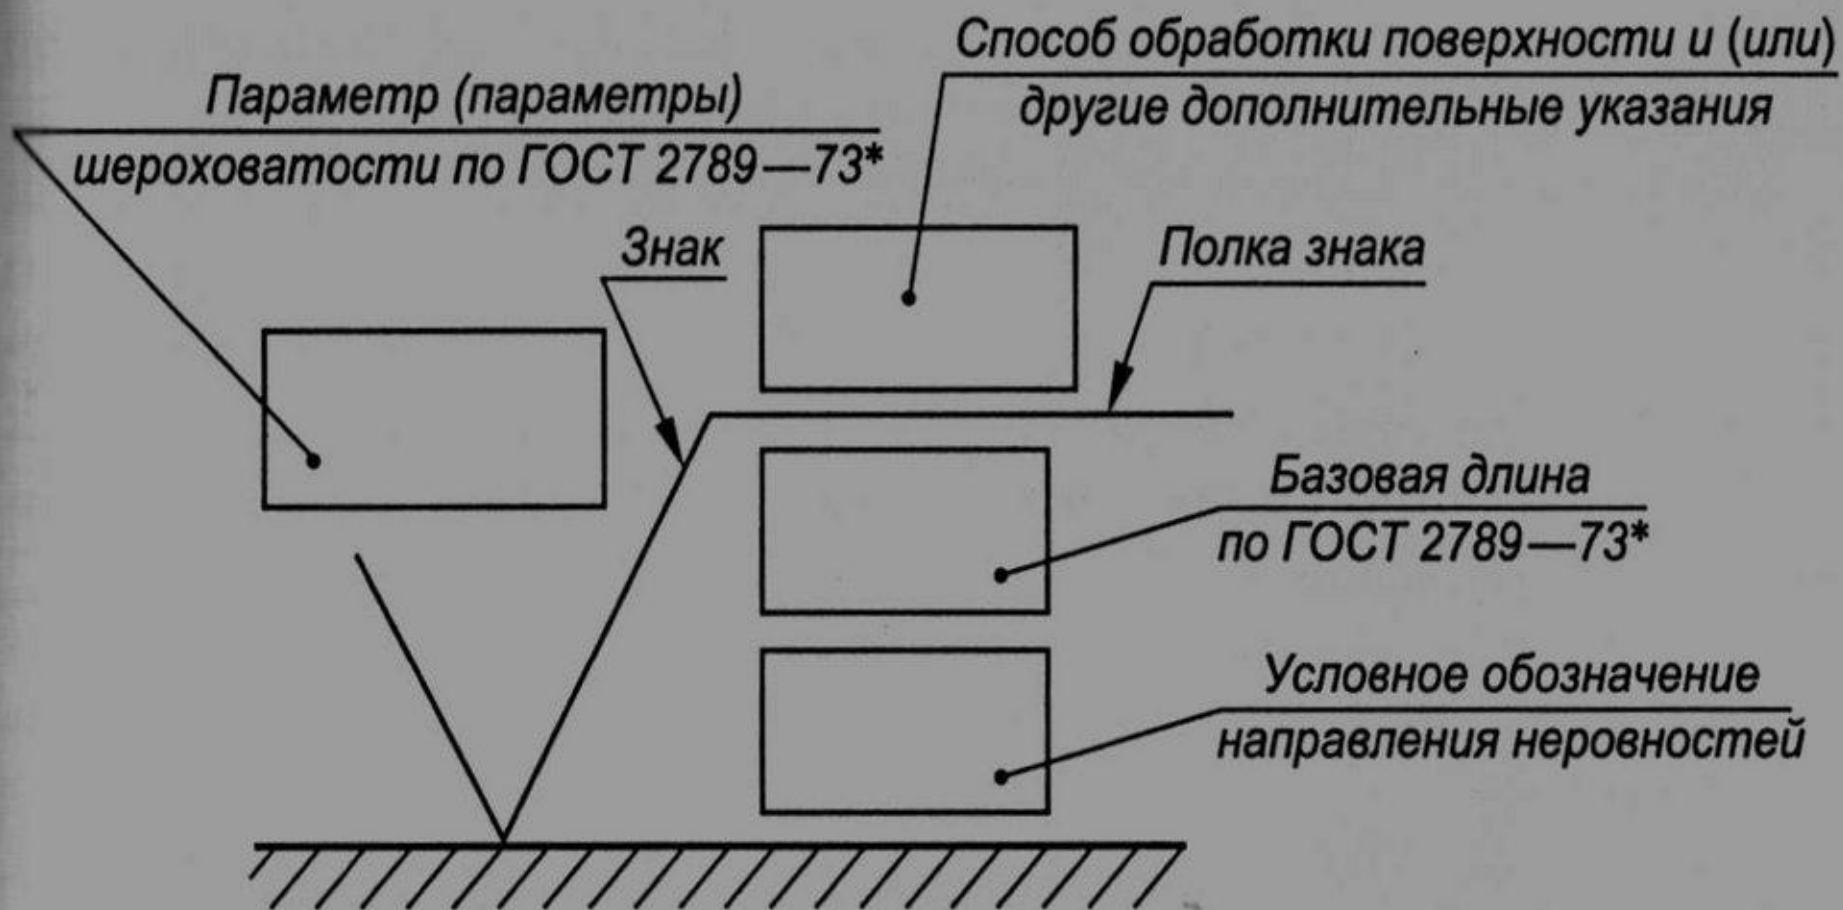 Способ обработки поверхности и (или)
другие дополнительные указания
Параметр (параметры)
шероховатости по ГОСТ 2789—73*
Знак
Полка знака
Базовая длина
по ГОСТ 2789—73*
Условное обозначение
направления неровностей